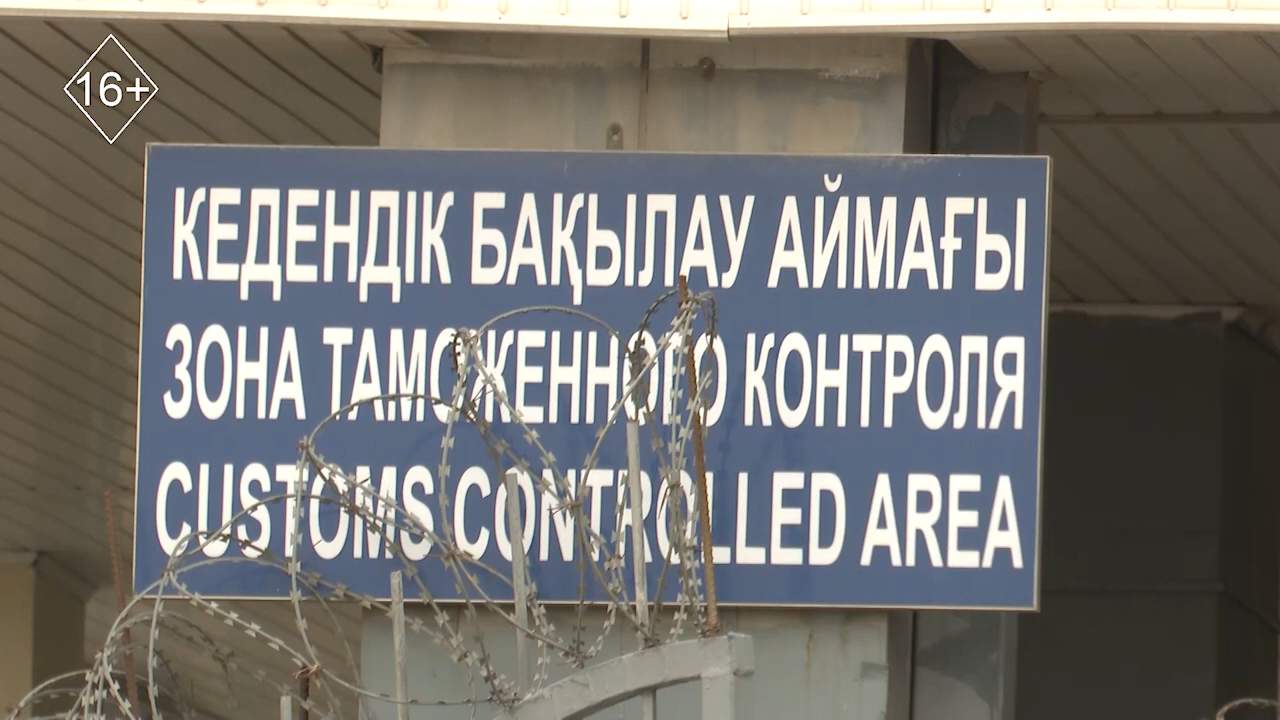 16+
КЕДЕНДІК БАҚЫЛАУ АЙМАҒЫ
ЗОНА ТАМОЖЕННОГО КОНТРОЛЯ
CUSTOMS CONTROLLED AREA